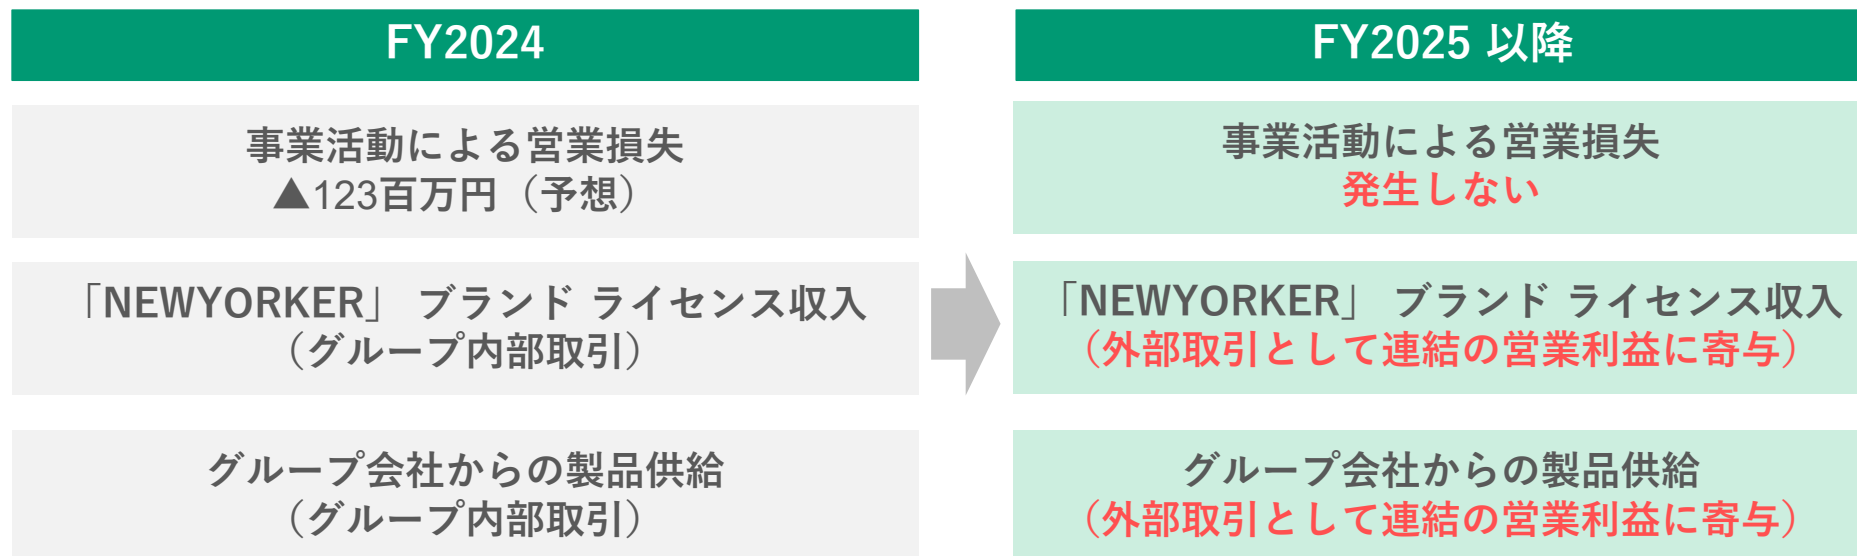 FY2024
事業活動による営業損失
▲123百万円（予想）
「NEWYORKER」 ブランド ライセンス収入
（グループ内部取引）
グループ会社からの製品供給
（グループ内部取引）
FY2025 以降
事業活動による営業損失
発生しない
「NEWYORKER」 ブランド ライセンス収入
（外部取引として連結の営業利益に寄与）
グループ会社からの製品供給
（外部取引として連結の営業利益に寄与）